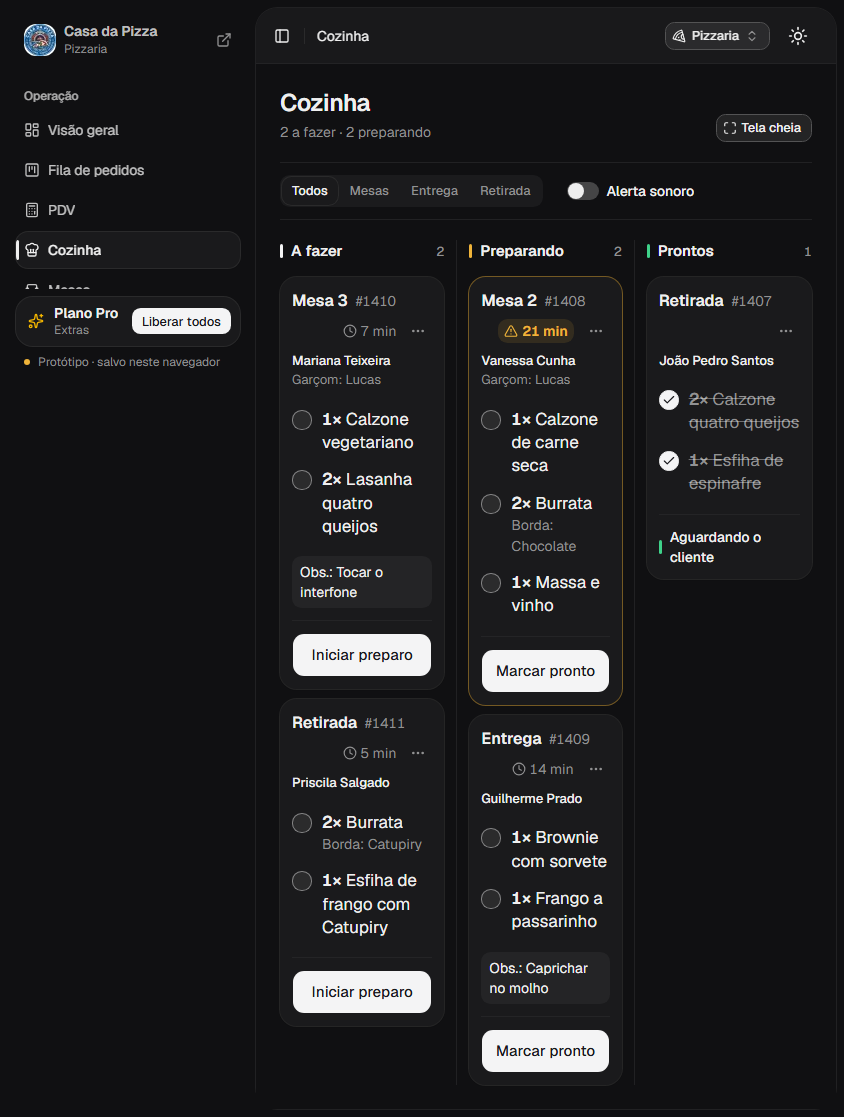 Casa da Pizza
Pizzaria
Operação
Visão geral
Fila de pedidos
PDV
Cozinha
Plano Pro
Extras
Liberar todos
Protótipo · salvo neste navegador
Cozinha
Pizzaria
Cozinha
2 a fazer · 2 preparando
Tela cheia
Todos
Mesas
Entrega
Retirada
Alerta sonoro
A fazer 2
Mesa 3 #1410
7 min
Mariana Teixeira
Garçom: Lucas
1× Calzone
vegetariano
2× Lasanha
quatro
queijos
Obs.: Tocar o
interfone
Iniciar preparo
Retirada #1411
5 min
Priscila Salgado
2× Burrata
Borda: Catupiry
1× Esfiha de
frango com
Catupiry
Iniciar preparo
Preparando 2
Mesa 2 #1408
21 min
Vanessa Cunha
Garçom: Lucas
1× Calzone
de carne
seca
2× Burrata
Borda:
Chocolate
1× Massa e
vinho
Marcar pronto
Entrega #1409
14 min
Guilherme Prado
1× Brownie
com sorvete
1× Frango a
passarinho
Obs.: Caprichar
no molho
Marcar pronto
Prontos 1
Retirada #1407
João Pedro Santos
2× Calzone
quatro queijos
1× Esfiha de
espinafre
Aguardando o
cliente